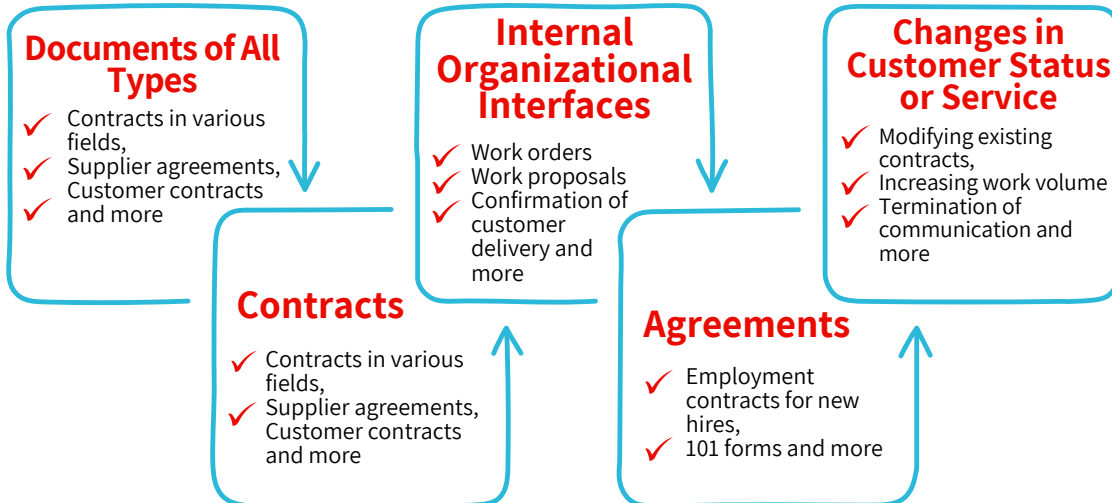 Documents of All
Types
Contracts in various
fields,
Supplier agreements,
Customer contracts
and more
Contracts
Contracts in various
fields,
Supplier agreements,
Customer contracts
and more
Internal
Organizational
Interfaces
Work orders
Work proposals
Confirmation of
customer
delivery and
more
Agreements
Employment
contracts for new
hires,
101 forms and more
Changes in
Customer Status
or Service
Modifying existing
contracts,
Increasing work volume
Termination of
communication and
more